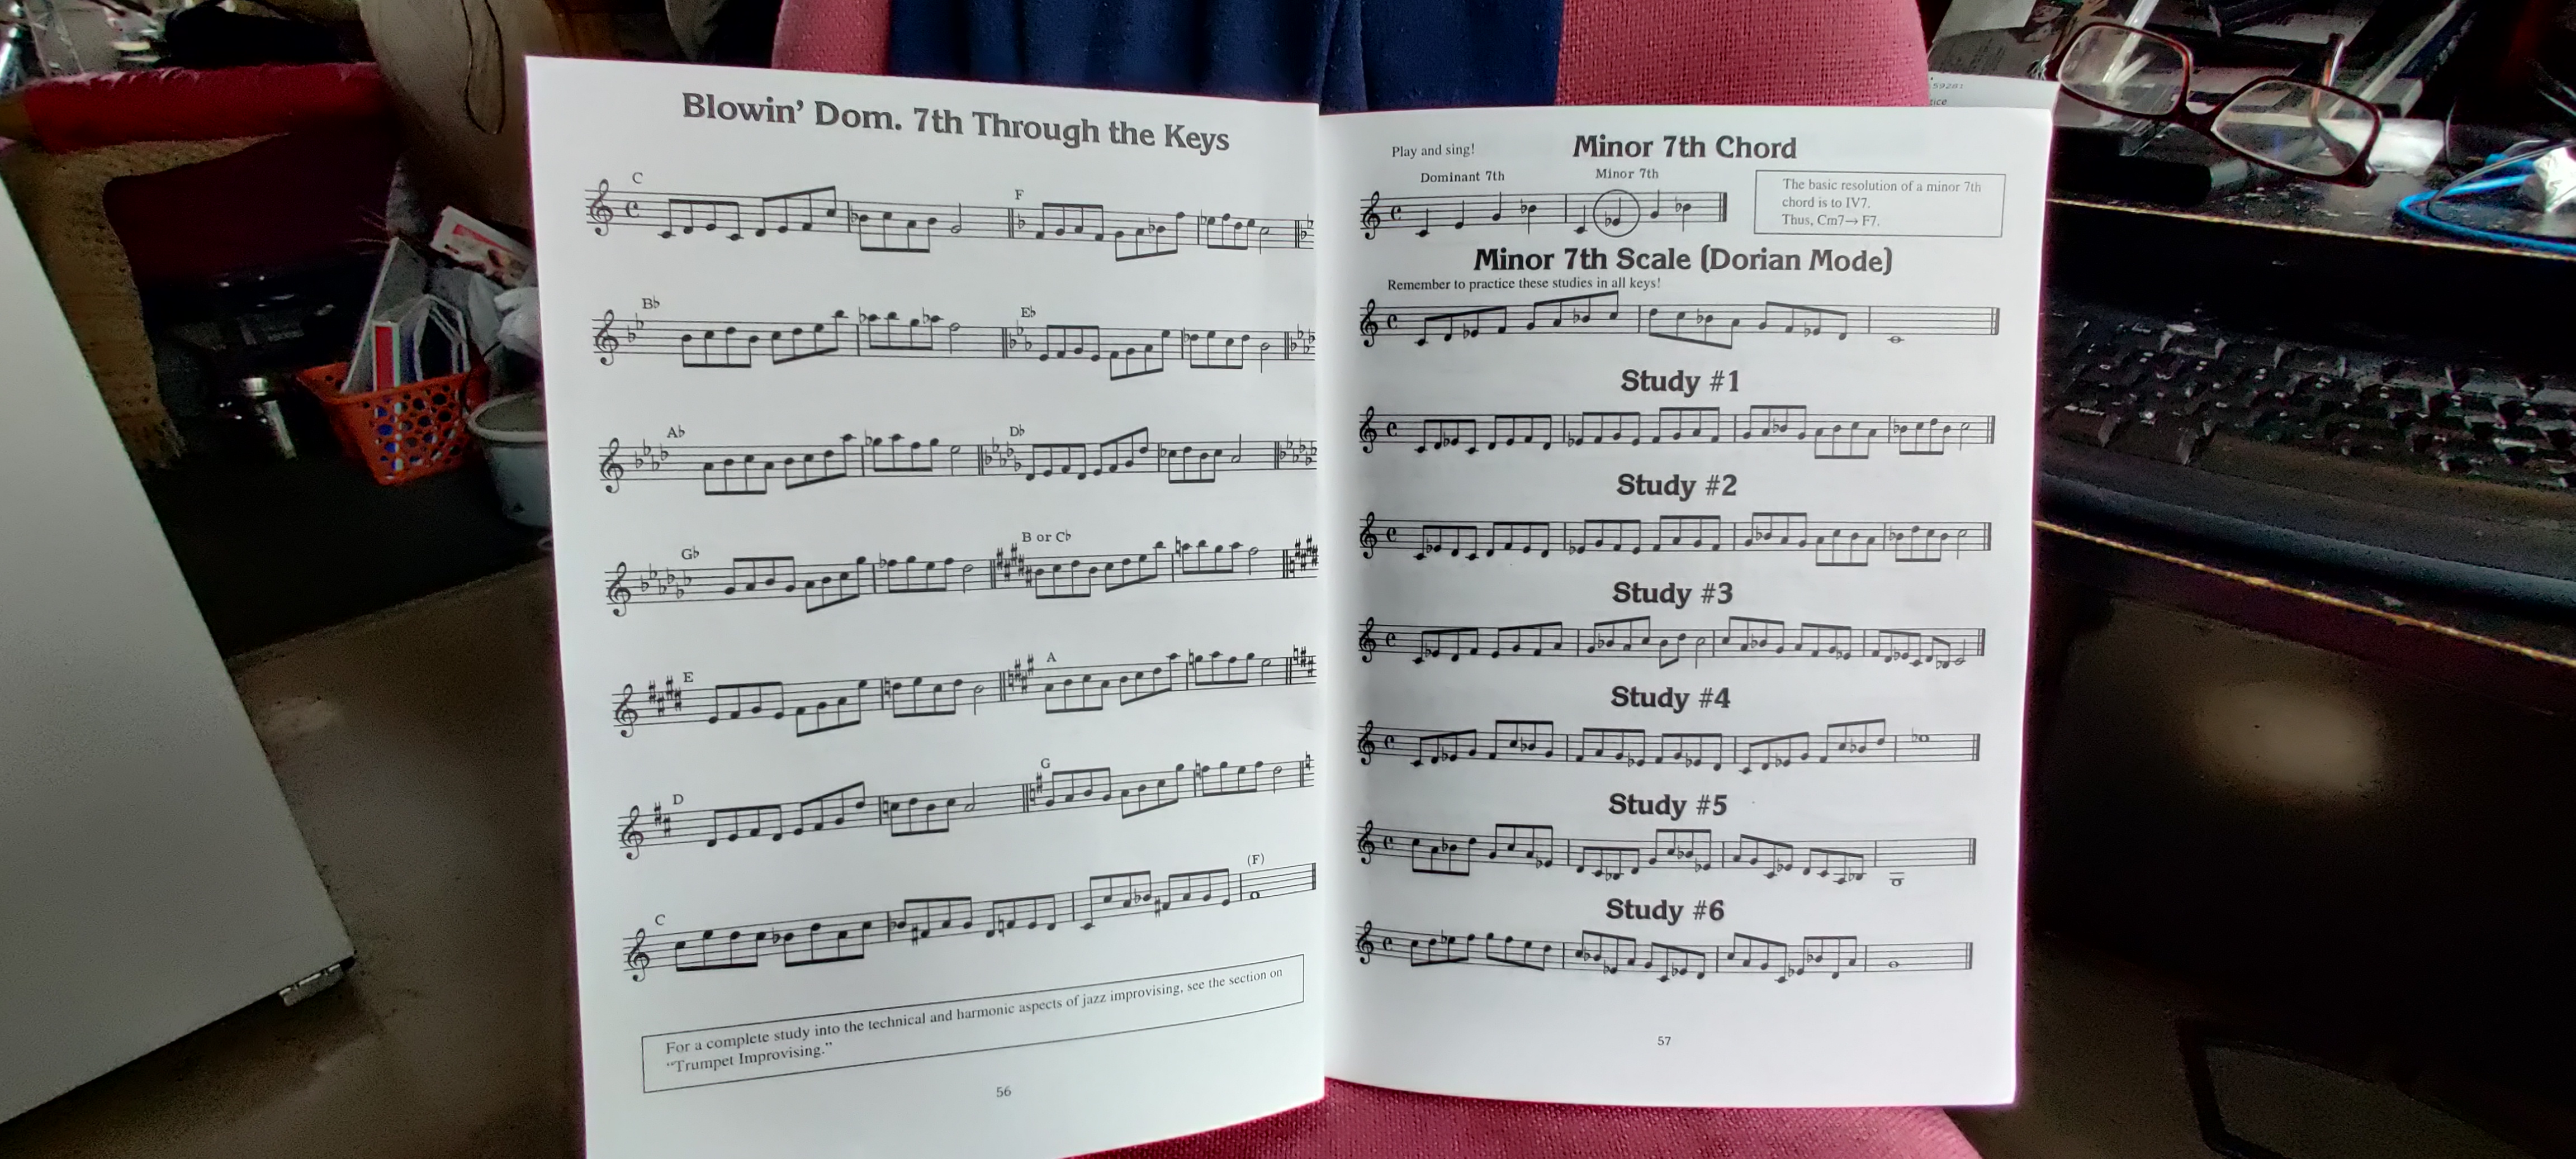 Blowin’ Dom. 7th Through the Keys
C
F
B♭
E♭
A♭
D♭
G♭
B or C♭
E
A
D
G
C
(F)
For a complete study into the technical and harmonic aspects of jazz improvising, see the section on
“Trumpet Improvising.”
56
Minor 7th Chord
Play and sing!
Dominant 7th
Minor 7th
The basic resolution of a minor 7th
chord is to IV7.
Thus, Cm7→ F7.
Minor 7th Scale (Dorian Mode)
Remember to practice these studies in all keys!
Study #1
Study #2
Study #3
Study #4
Study #5
Study #6
57